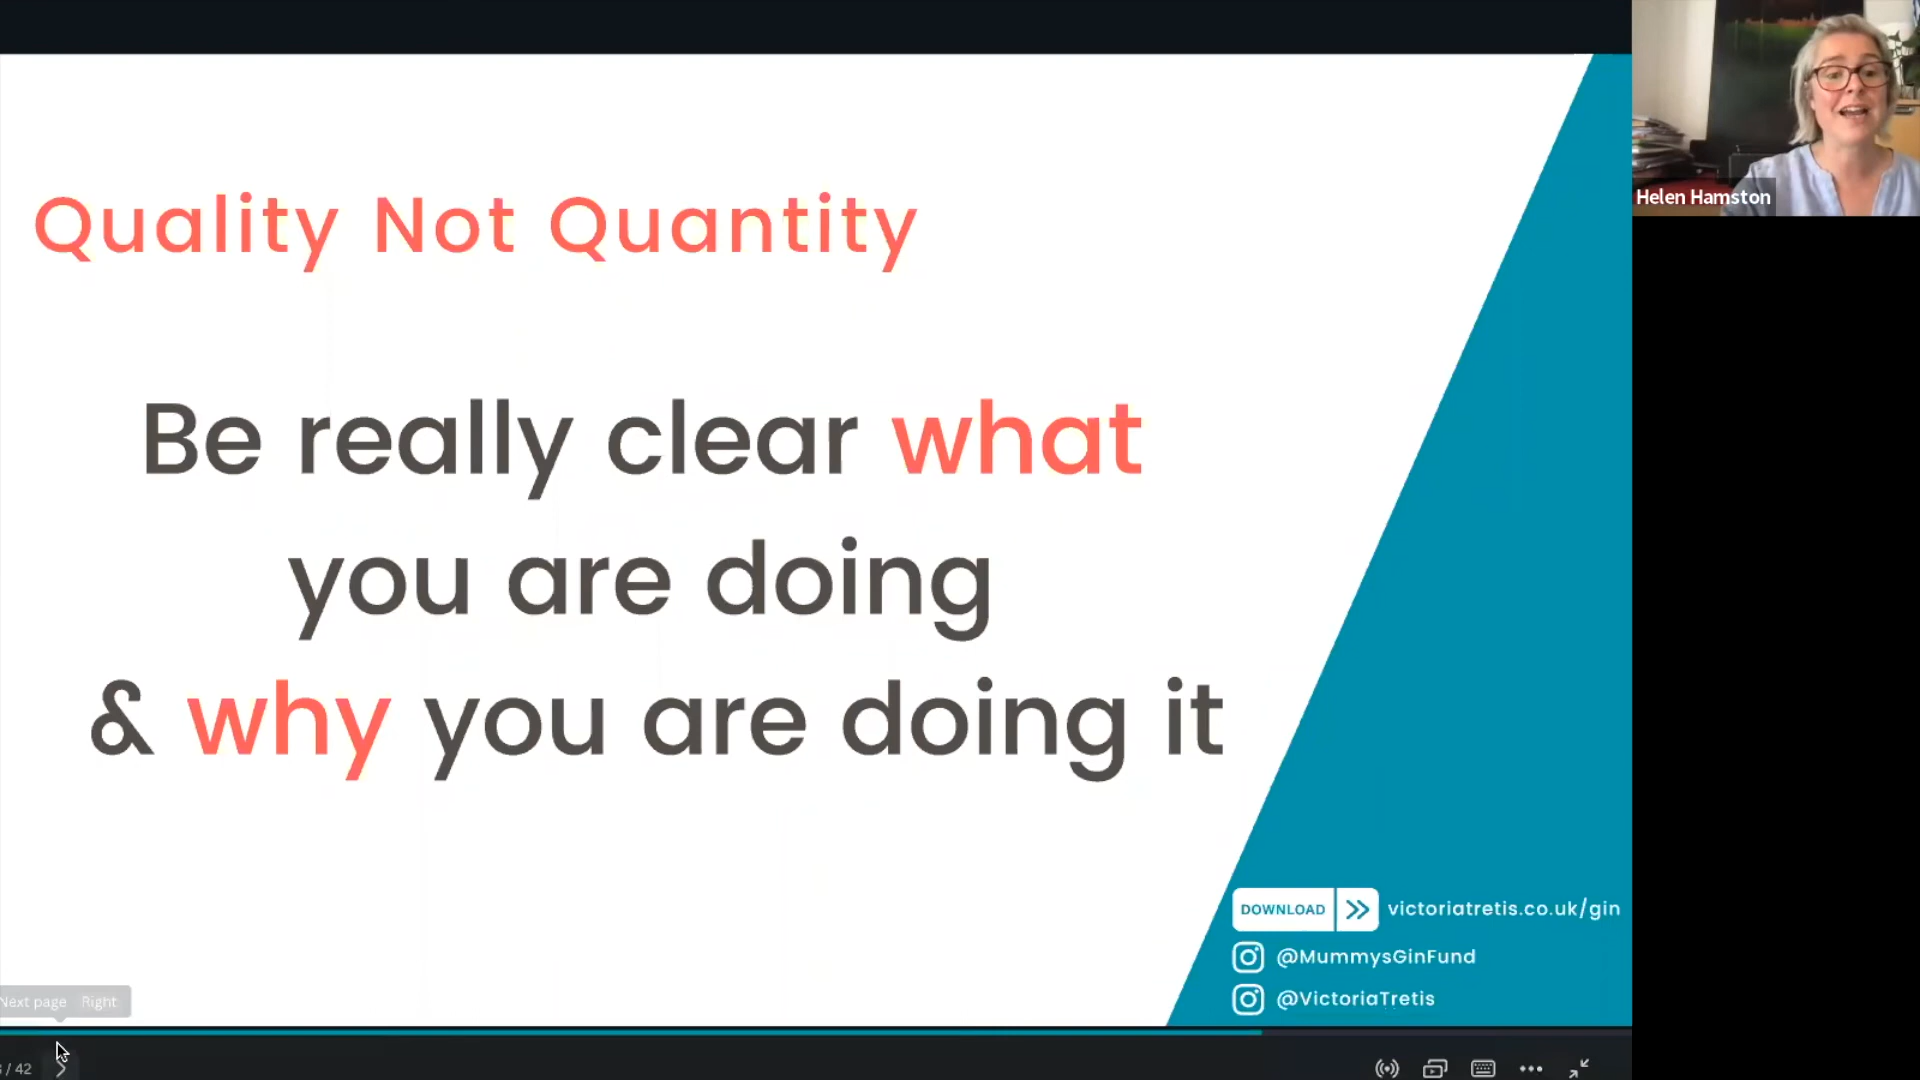 Quality Not Quantity
Be really clear what
you are doing
& why you are doing it
DOWNLOAD
victoriatretis.co.uk/gin
@MummysGinFund
@VictoriaTretis
Helen Hamston
Next page Right
/ 42